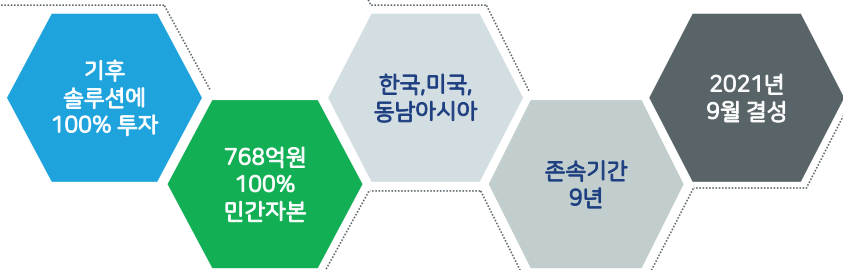 기후
솔루션에
100% 투자
768억원
100%
민간자본
한국,미국,
동남아시아
존속기간
9년
2021년
9월 결성